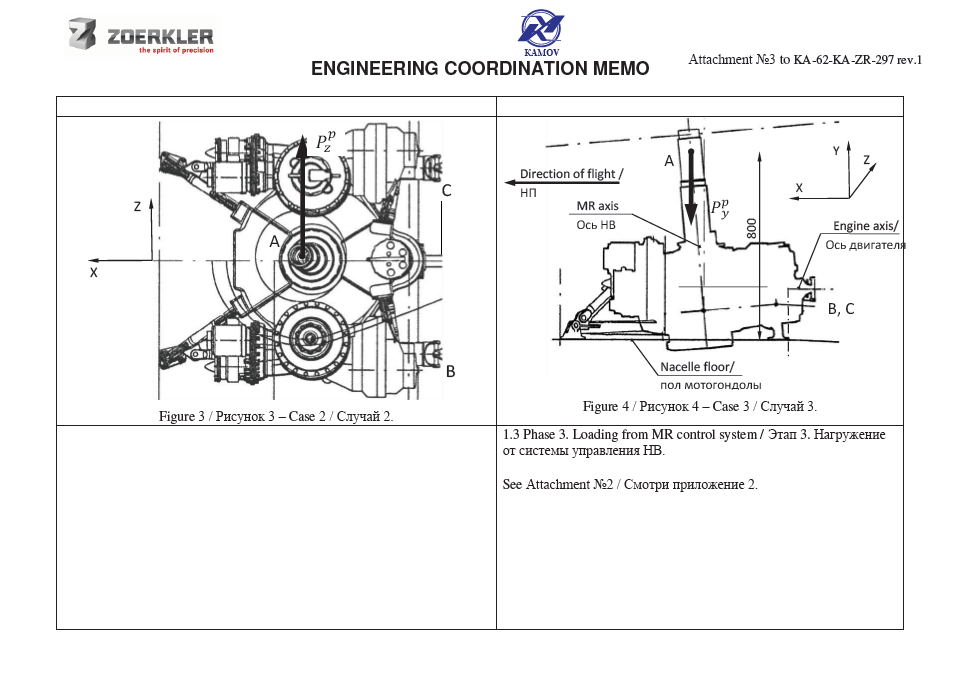 ZOERKLER
the spirit of precision
KAMOV
ENGINEERING COORDINATION MEMO
Attachment №3 to KA-62-KA-ZR-297 rev.1
P_z^p
C
Z
A
X
B
Figure 3 / Рисунок 3 – Case 2 / Случай 2.
A
Y
Z
X
Direction of flight /
НП
MR axis
Ось НВ
P_y^p
800
Engine axis/
Ось двигателя
B, C
Nacelle floor/
пол мотогондолы
Figure 4 / Рисунок 4 – Case 3 / Случай 3.
1.3 Phase 3. Loading from MR control system / Этап 3. Нагружение
от системы управления НВ.
See Attachment №2 / Смотри приложение 2.